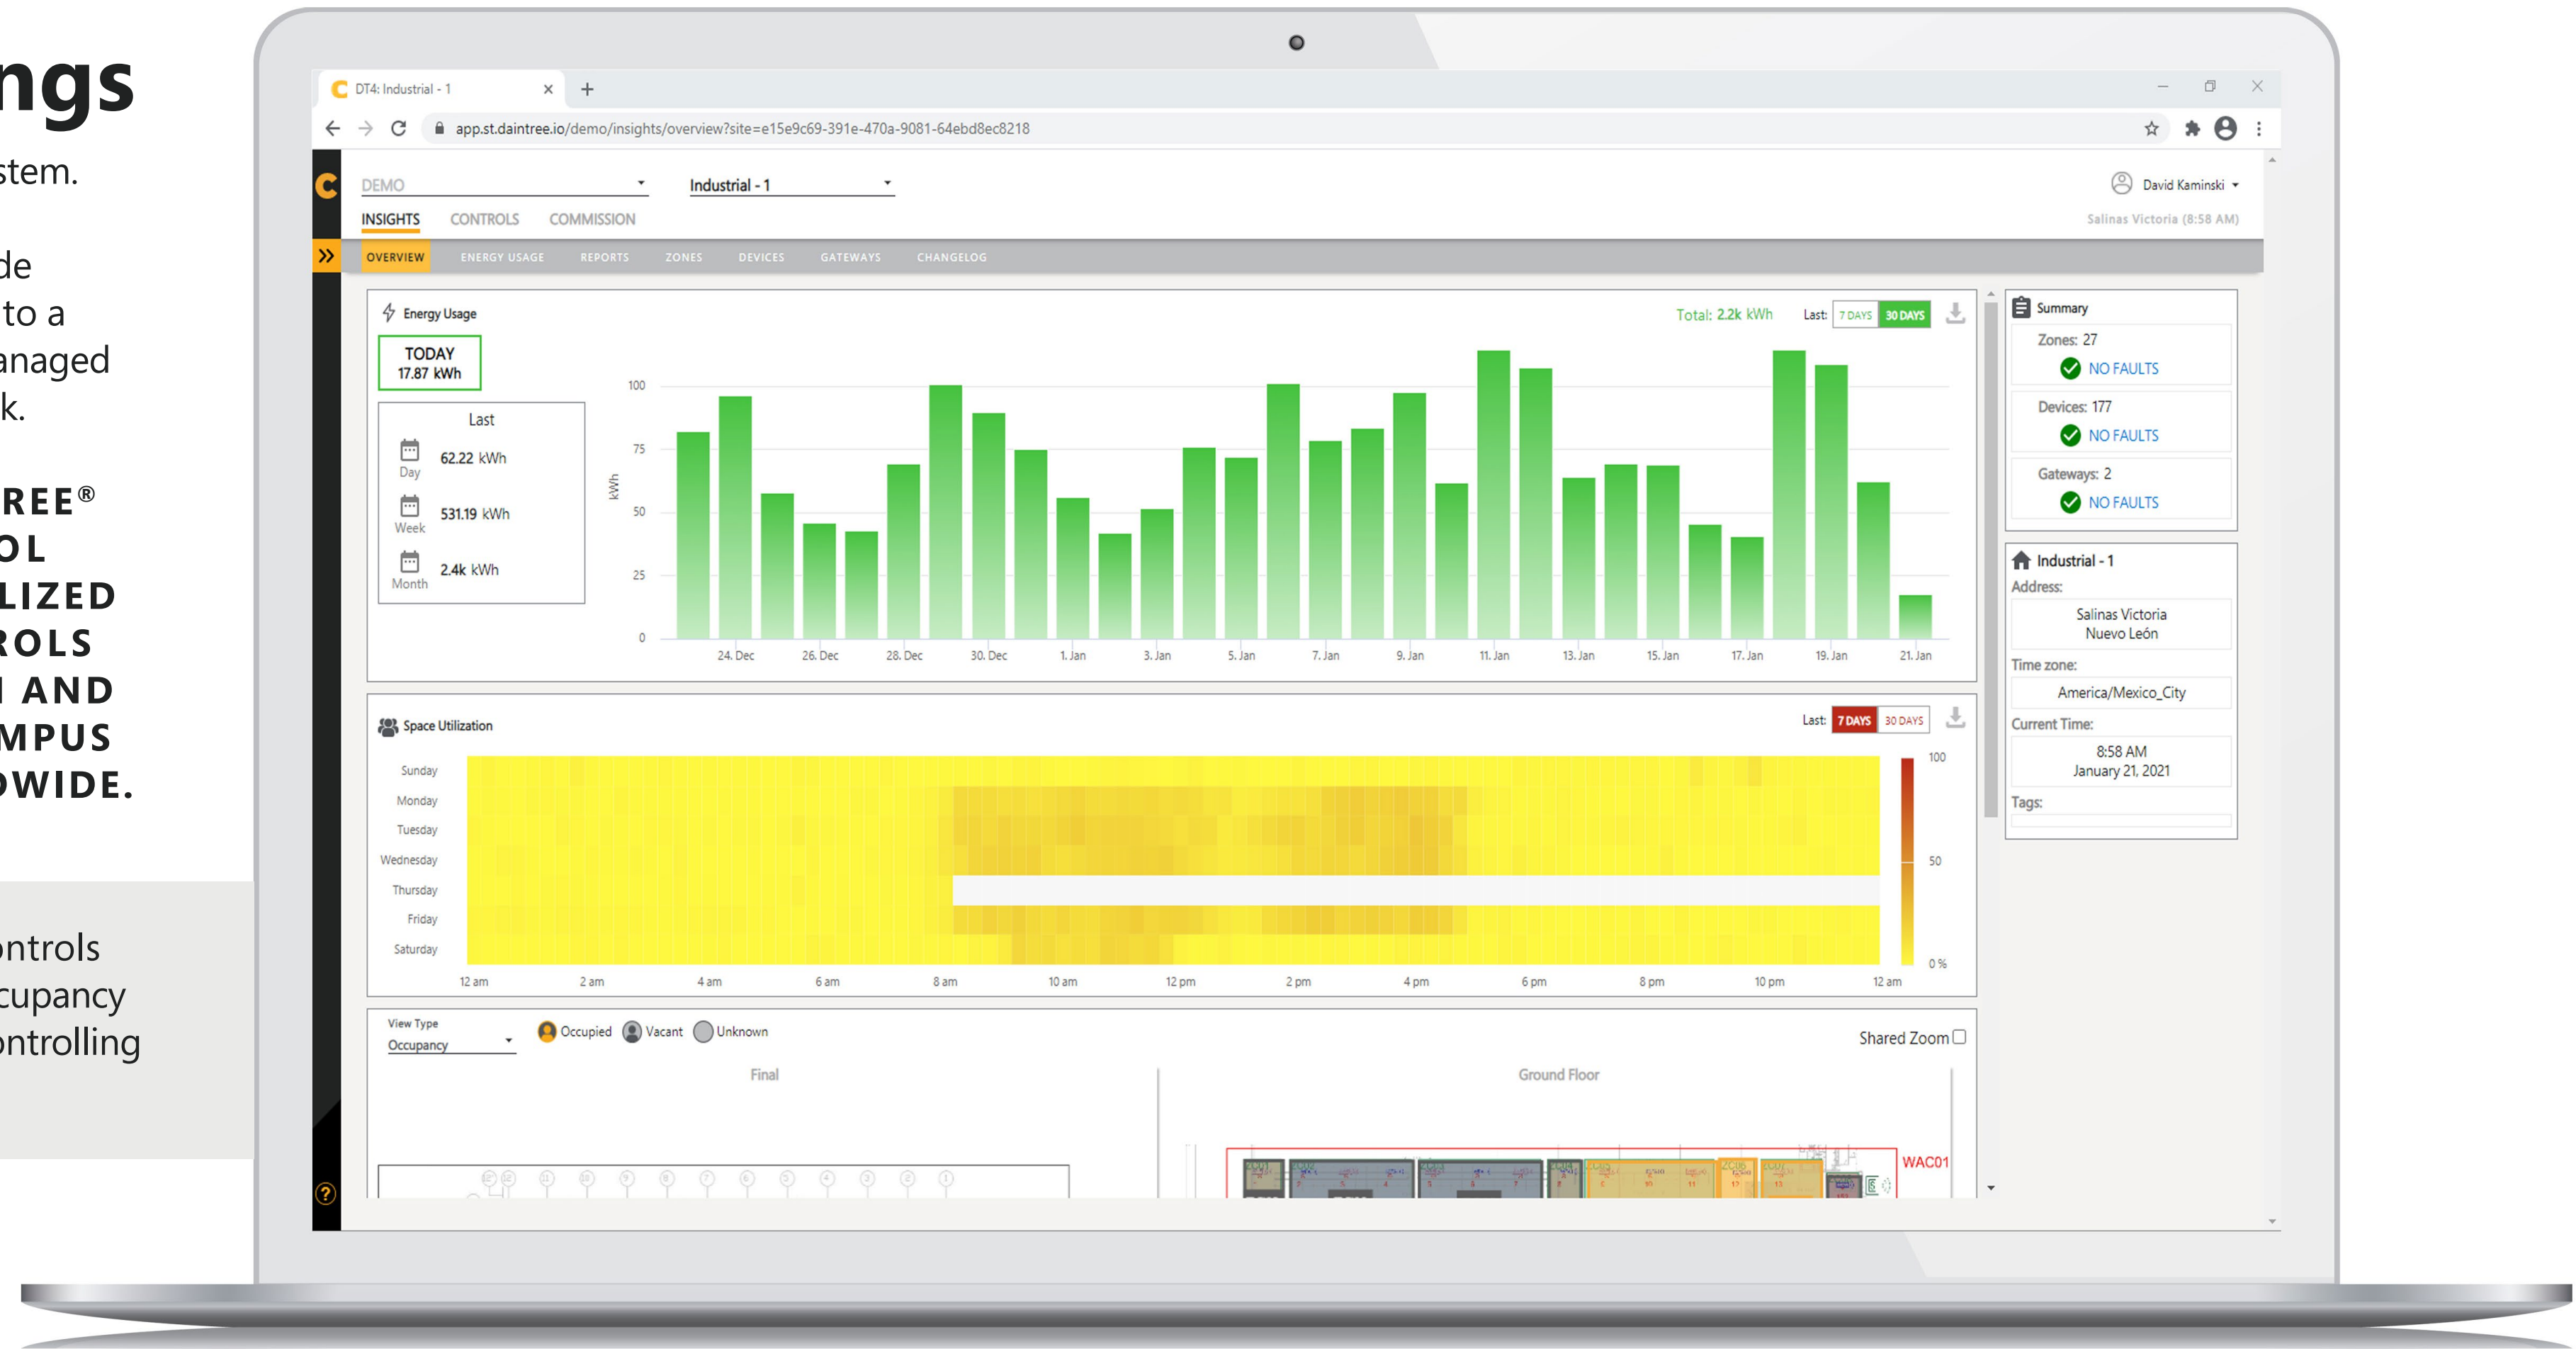 ngs
stem.
de
to a
anaged
k.
REE®
OL
LIZED
ROLS
AND
MPUS
DWIDE.
ntrols
cupancy
ontrolling
DT4: Industrial - 1
app.st.daintree.io/demo/insights/overview?site=e15e9c69-391e-470a-9081-64ebd8ec8218
DEMO
Industrial - 1
David Kaminski
INSIGHTS CONTROLS COMMISSION
Salinas Victoria (8:58 AM)
OVERVIEW ENERGY USAGE REPORTS ZONES DEVICES GATEWAYS CHANGELOG
Energy Usage
Total: 2.2k kWh Last: 7 DAYS 30 DAYS
TODAY
17.87 kWh
Last
Day 62.22 kWh
Week 531.19 kWh
Month 2.4k kWh
kWh
100
75
50
25
0
24. Dec 26. Dec 28. Dec 30. Dec 1. Jan 3. Jan 5. Jan 7. Jan 9. Jan 11. Jan 13. Jan 15. Jan 17. Jan 19. Jan 21. Jan
Summary
Zones: 27
NO FAULTS
Devices: 177
NO FAULTS
Gateways: 2
NO FAULTS
Industrial - 1
Address:
Salinas Victoria
Nuevo León
Time zone:
America/Mexico_City
Current Time:
8:58 AM
January 21, 2021
Tags:
Space Utilization
Last: 7 DAYS 30 DAYS
Sunday
Monday
Tuesday
Wednesday
Thursday
Friday
Saturday
12 am 2 am 4 am 6 am 8 am 10 am 12 pm 2 pm 4 pm 6 pm 8 pm 10 pm 12 am
100
50
0 %
View Type
Occupancy
Occupied Vacant Unknown
Shared Zoom
Final
Ground Floor
WAC01